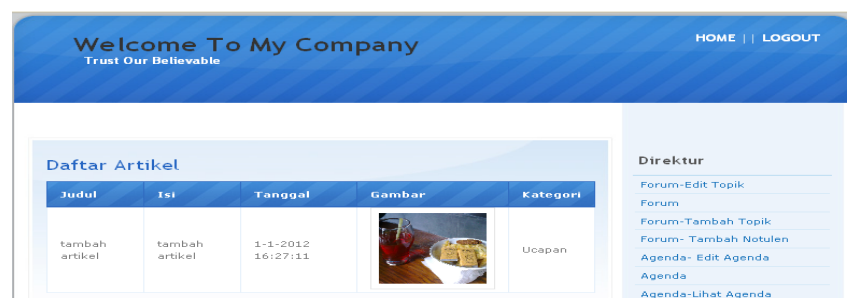 Welcome To My Company
Trust Our Believable
HOME || LOGOUT
Daftar Artikel
Judul Isi Tanggal Gambar Kategori
tambah artikel tambah artikel 1-1-2012 16:27:11 Ucapan
Direktur
Forum-Edit Topik
Forum
Forum-Tambah Topik
Forum- Tambah Notulen
Agenda- Edit Agenda
Agenda
Agenda-Lihat Agenda